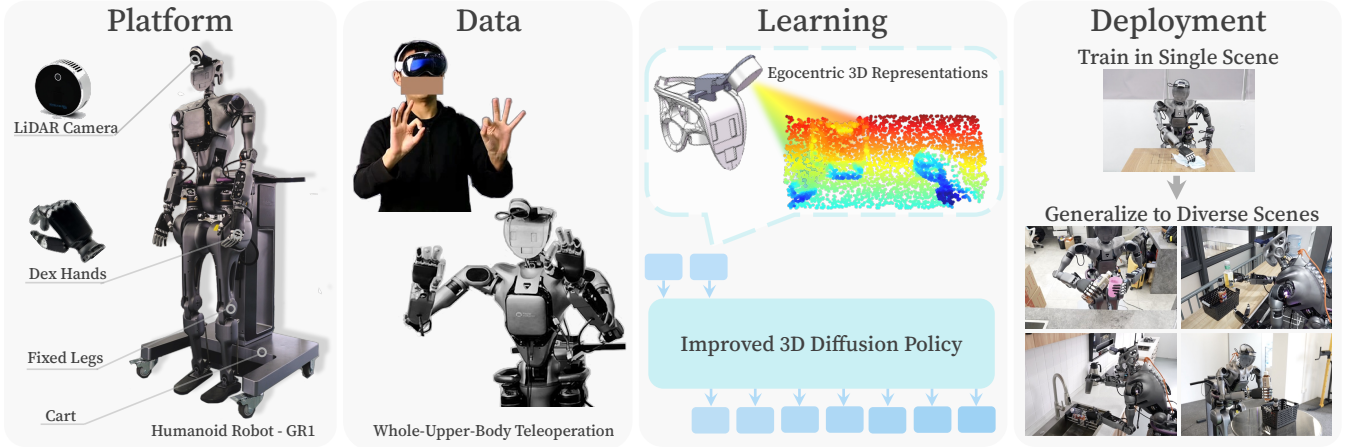 Platform
LiDAR Camera
Dex Hands
Fixed Legs
Cart
Humanoid Robot - GR1
Data
Whole-Upper-Body Teleoperation
Learning
Egocentric 3D Representations
Improved 3D Diffusion Policy
Deployment
Train in Single Scene
Generalize to Diverse Scenes